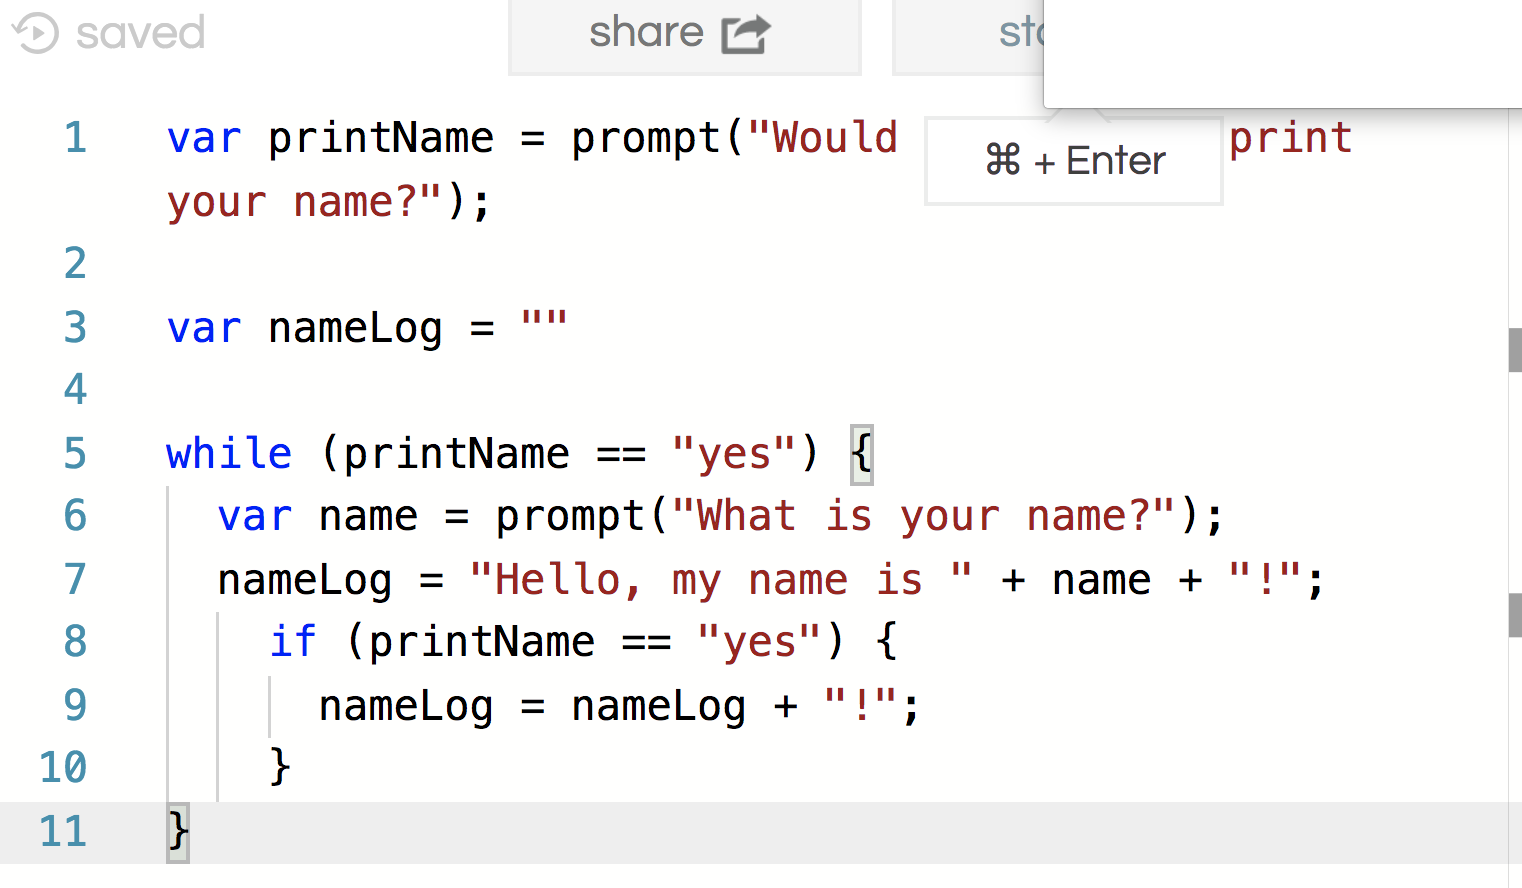 saved
share
1 var printName = prompt("Would print
your name?");
⌘ + Enter
2
3 var nameLog = ""
4
5 while (printName == "yes") {
6 var name = prompt("What is your name?");
7 nameLog = "Hello, my name is " + name + "!";
8 if (printName == "yes") {
9 nameLog = nameLog + "!";
10 }
11 }